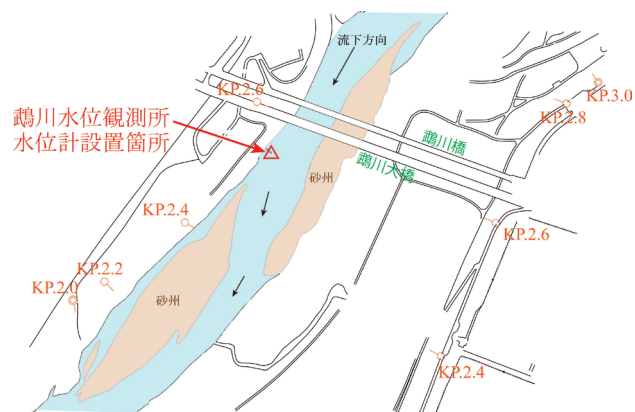 流下方向
KP.2.6
鵡川水位観測所
水位計設置箇所
KP.3.0
KP.2.8
鵡川橋
鵡川大橋
砂州
KP.2.4
KP.2.6
KP.2.2
KP.2.0
砂州
KP.2.4